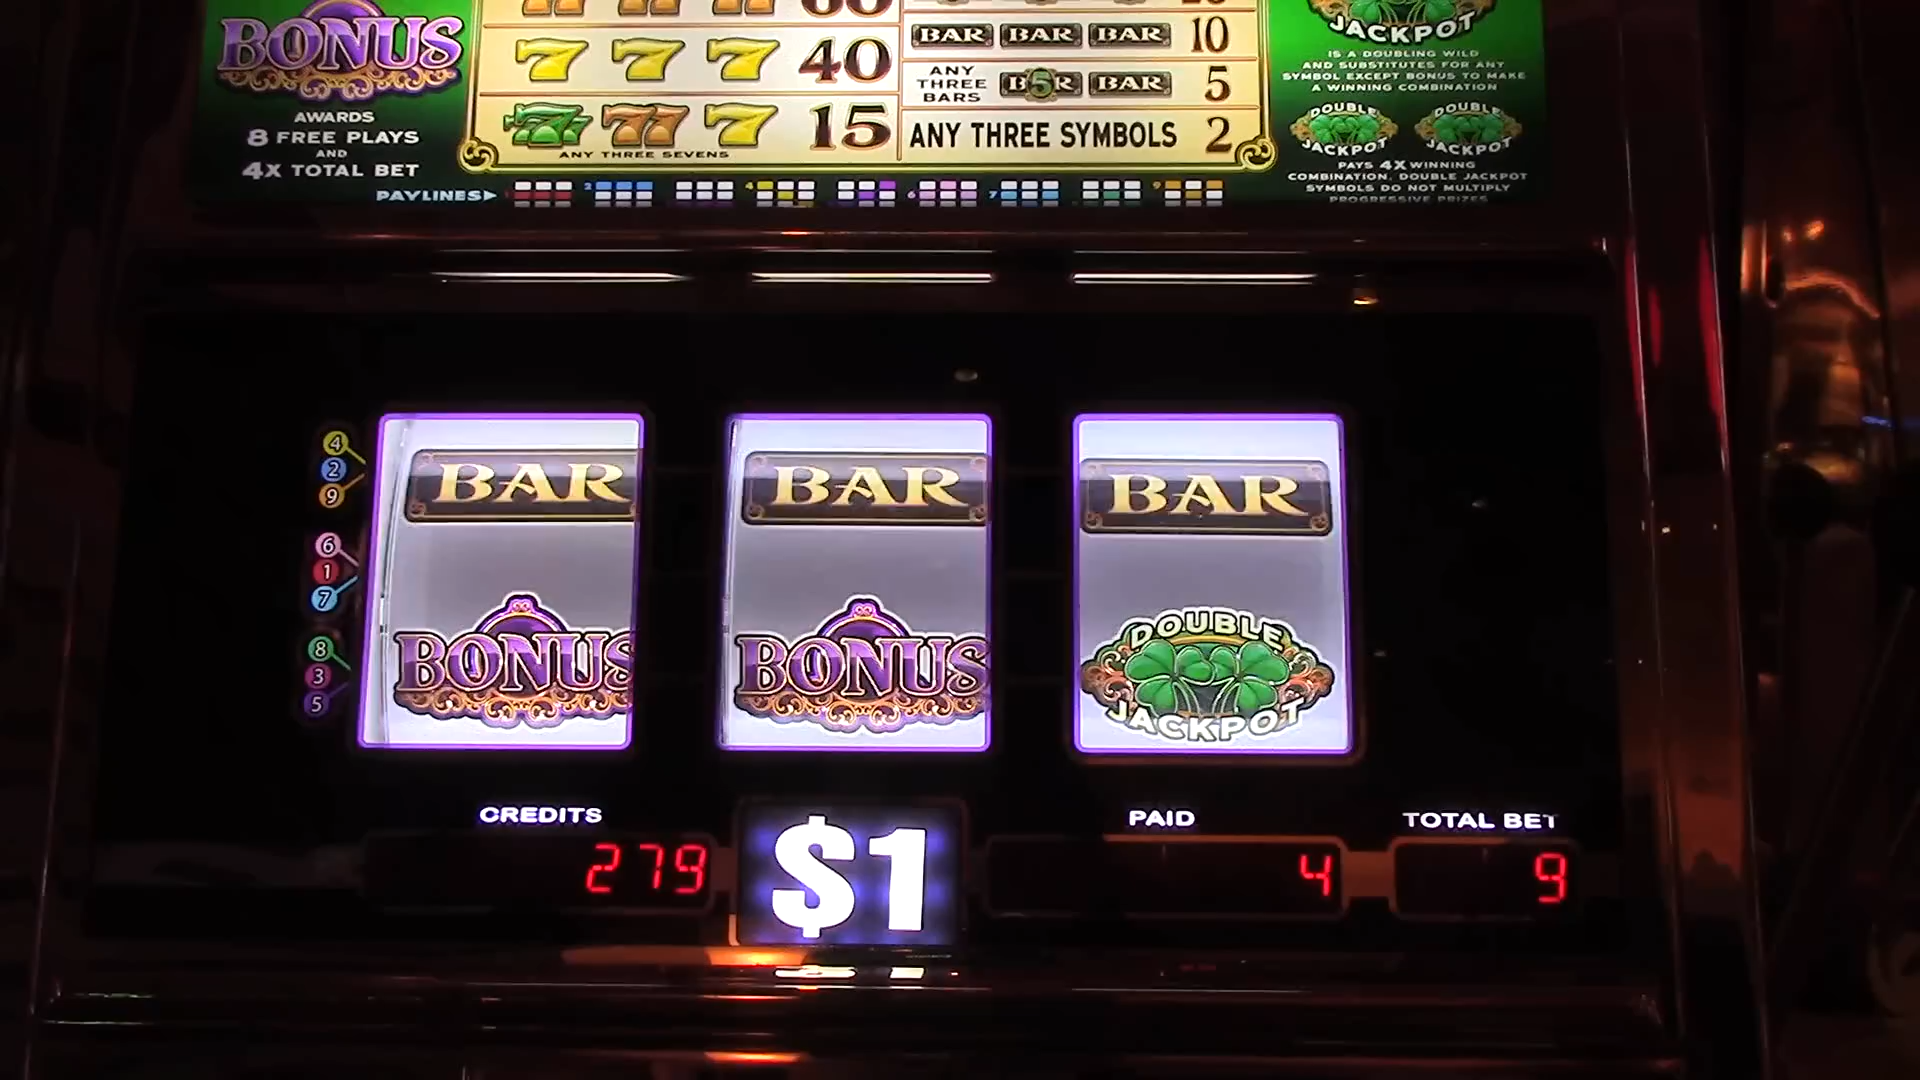 BONUS
AWARDS
8 FREE PLAYS
AND
4X TOTAL BET
7 7 7 40
7 7 7 15
ANY THREE SEVENS
BAR BAR BAR 10
ANY
THREE
BARS
B5R BAR 5
ANY THREE SYMBOLS 2
JACKPOT
IS A DOUBLING WILD
AND SUBSTITUTES FOR ANY
SYMBOL EXCEPT BONUS TO MAKE
A WINNING COMBINATION
DOUBLE JACKPOT
DOUBLE JACKPOT
PAYS 4X WINNING
COMBINATION. DOUBLE JACKPOT
SYMBOLS DO NOT MULTIPLY
PROGRESSIVE PRIZES
PAYLINES
4
2
9
6
1
7
8
3
5
BAR BAR BAR
BONUS BONUS DOUBLE JACKPOT
CREDITS
279
$1
PAID
4
TOTAL BET
9